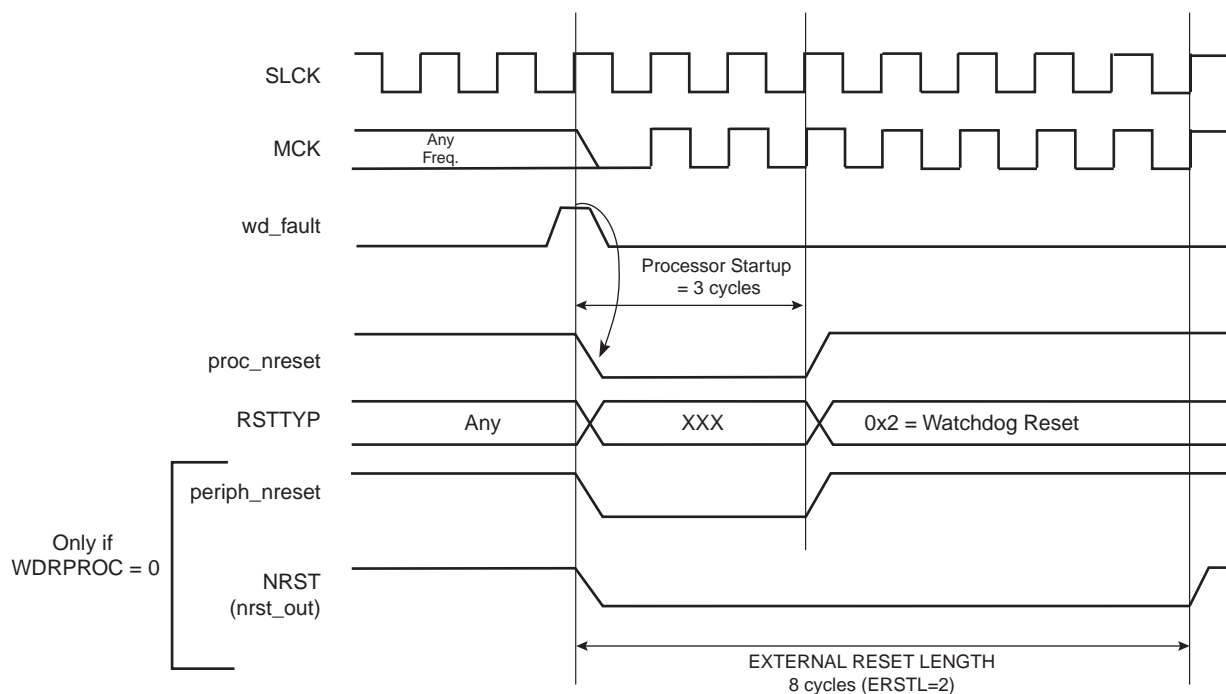 SLCK
MCK
Any
Freq.
wd_fault
Processor Startup
= 3 cycles
proc_nreset
RSTTYP
Any
XXX
0x2 = Watchdog Reset
periph_nreset
Only if
WDRPROC = 0
NRST
(nrst_out)
EXTERNAL RESET LENGTH
8 cycles (ERSTL=2)